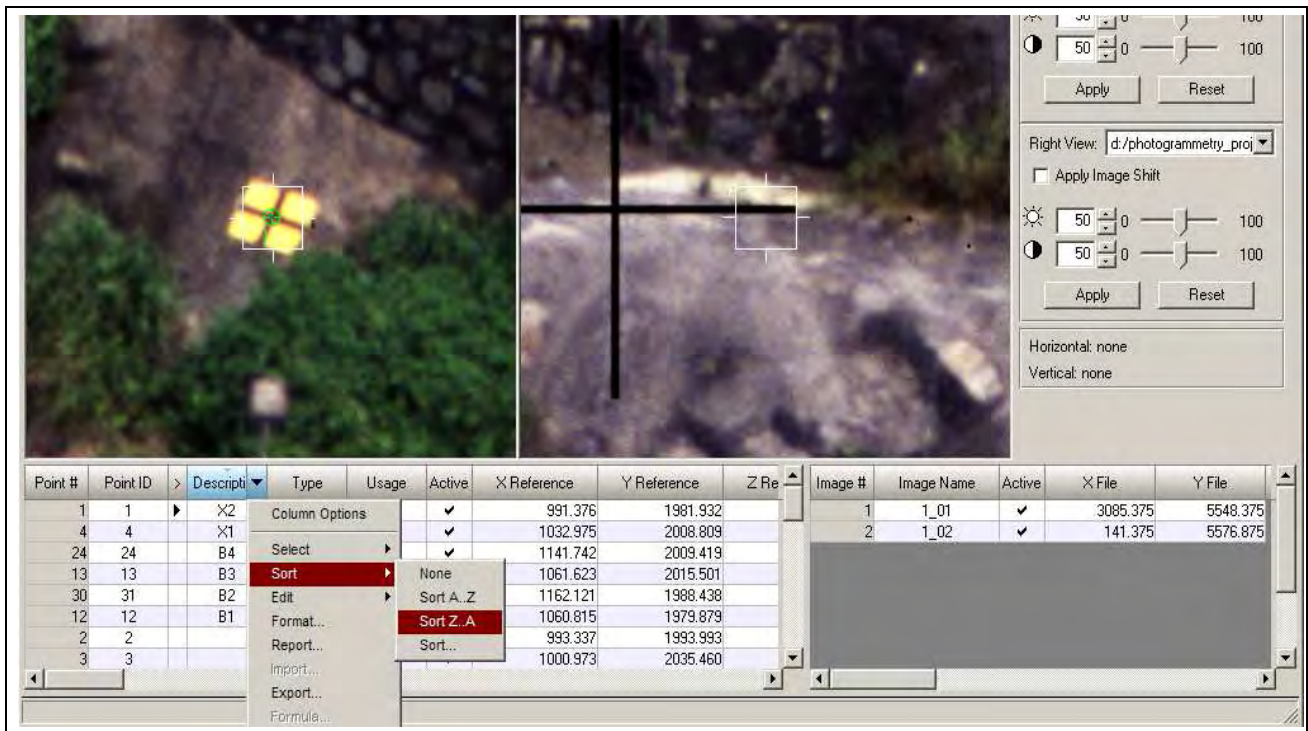 50 0 100
50 0 100
Apply Reset
Right View: d:/photogrammetry_proj
Apply Image Shift
50 0 100
50 0 100
Apply Reset
Horizontal: none
Vertical: none
Point # Point ID > Descripti Type Usage Active X Reference Y Reference Z Re
1 1 X2 991.376 1981.932
4 4 X1 1032.975 2008.809
24 24 B4 1141.742 2009.419
13 13 B3 1061.623 2015.501
30 31 B2 1162.121 1988.438
12 12 B1 1060.815 1979.879
2 2 993.337 1993.993
3 3 1000.973 2035.460
Column Options
Select
Sort
Edit
Format...
Report...
Import...
Export...
Formula...
None
Sort A..Z
Sort Z..A
Sort...
Image # Image Name Active X File Y File
1 1_01 3085.375 5548.375
2 1_02 141.375 5576.875